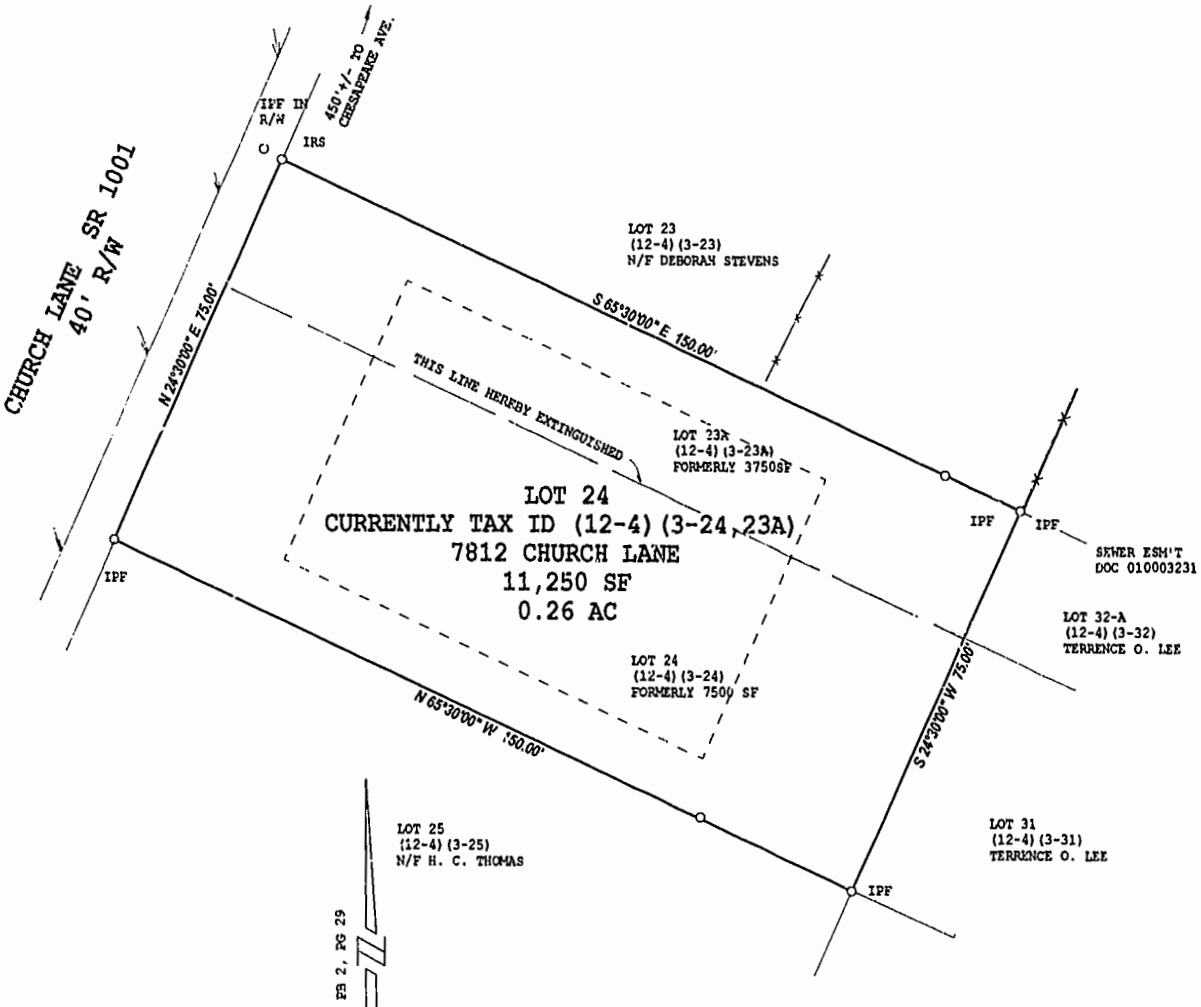 450'+/- TO
CHESAPEAKE AVE.
IPF IN
R/W
IRS
CHURCH LANE SR 1001
40' R/W
LOT 23
(12-4) (3-23)
N/F DEBORAH STEVENS
S 65°30'00" E 150.00'
N 24°30'00" E 75.00'
THIS LINE HEREBY EXTINGUISHED
LOT 23A
(12-4) (3-23A)
FORMERLY 3750SF
LOT 24
CURRENTLY TAX ID (12-4) (3-24, 23A)
7812 CHURCH LANE
11,250 SF
0.26 AC
IPF
IPF
SEWER ESM'T
DOC 010003231
IPF
LOT 32-A
(12-4) (3-32)
TERRENCE O. LEE
LOT 24
(12-4) (3-24)
FORMERLY 7500 SF
N 65°30'00" W 150.00'
S 24°30'00" W 75.00'
LOT 25
(12-4) (3-25)
N/F H. C. THOMAS
LOT 31
(12-4) (3-31)
TERRENCE O. LEE
IPF
PB 2, PG 29